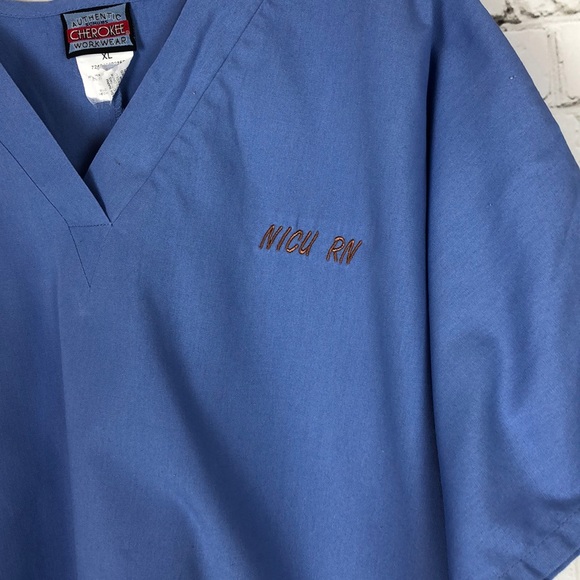 AUTHENTIC
CHEROKEE
WORKWEAR
XL
NICU RN